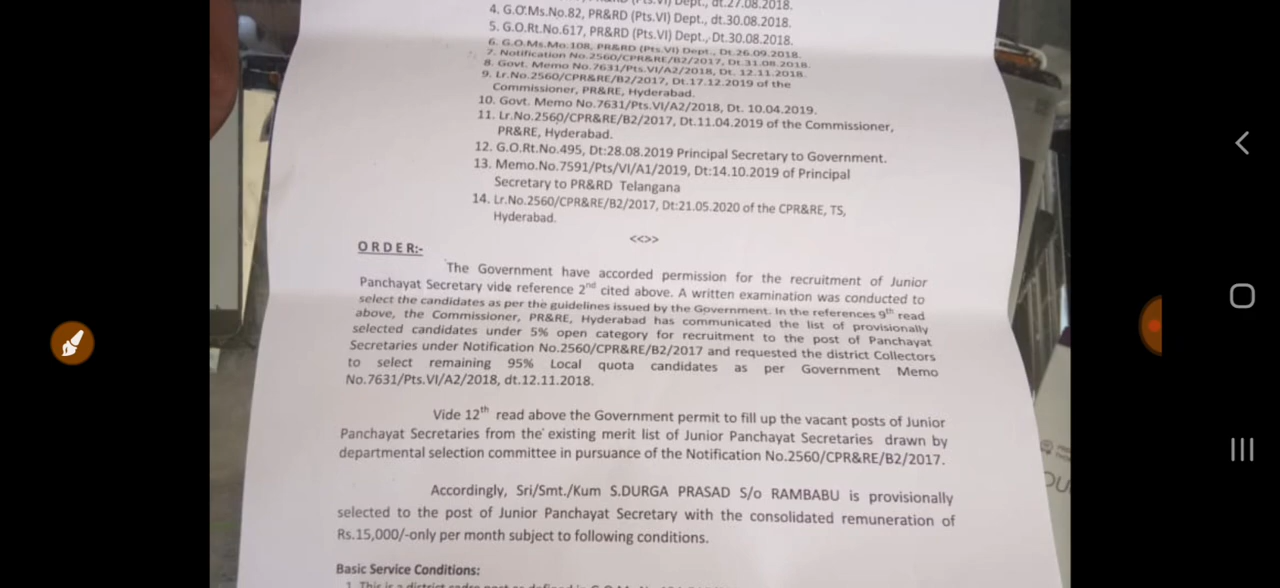 (Pts.VI) Dept., dt.27.08.2018.
4. G.O.Ms.No.82, PR&RD (Pts.VI) Dept., dt.30.08.2018.
5. G.O.Rt.No.617, PR&RD (Pts.VI) Dept., Dt.30.08.2018.
6. G.O.Ms.Mo.108, PR&RD (Pts.VI) Dept., Dt.26.09.2018.
7. Notification No.2560/CPR&RE/B2/2017, Dt.31.08.2018.
8. Govt. Memo No.7631/Pts.VI/A2/2018, Dt. 12.11.2018.
9. Lr.No.2560/CPR&RE/B2/2017, Dt.17.12.2019 of the
Commissioner, PR&RE, Hyderabad.
10. Govt. Memo No.7631/Pts.VI/A2/2018, Dt. 10.04.2019.
11. Lr.No.2560/CPR&RE/B2/2017, Dt.11.04.2019 of the Commissioner,
PR&RE, Hyderabad.
12. G.O.Rt.No.495, Dt:28.08.2019 Principal Secretary to Government.
13. Memo.No.7591/Pts/VI/A1/2019, Dt:14.10.2019 of Principal
Secretary to PR&RD Telangana
14. Lr.No.2560/CPR&RE/B2/2017, Dt:21.05.2020 of the CPR&RE, TS,
Hyderabad.
<<>>
ORDER:-
The Government have accorded permission for the recruitment of Junior
Panchayat Secretary vide reference 2nd cited above. A written examination was conducted to
select the candidates as per the guidelines issued by the Government. In the references 9th read
above, the Commissioner, PR&RE, Hyderabad has communicated the list of provisionally
selected candidates under 5% open category for recruitment to the post of Panchayat
Secretaries under Notification No.2560/CPR&RE/B2/2017 and requested the district Collectors
to select remaining 95% Local quota candidates as per Government Memo
No.7631/Pts.VI/A2/2018, dt.12.11.2018.
Vide 12th read above the Government permit to fill up the vacant posts of Junior
Panchayat Secretaries from the existing merit list of Junior Panchayat Secretaries drawn by
departmental selection committee in pursuance of the Notification No.2560/CPR&RE/B2/2017.
Accordingly, Sri/Smt./Kum S.DURGA PRASAD S/o RAMBABU is provisionally
selected to the post of Junior Panchayat Secretary with the consolidated remuneration of
Rs.15,000/-only per month subject to following conditions.
Basic Service Conditions:
1. This is a district cadre post as defined in